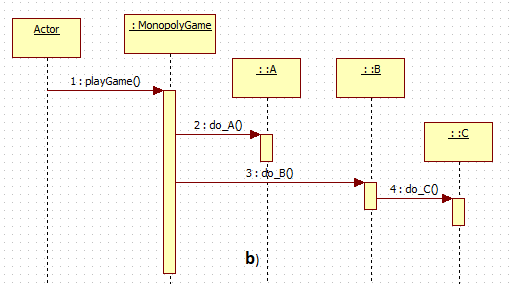 Actor
: MonopolyGame
: :A
: :B
1 : playGame()
2 : do_A()
: :C
3 : do_B()
4 : do_C()
b)